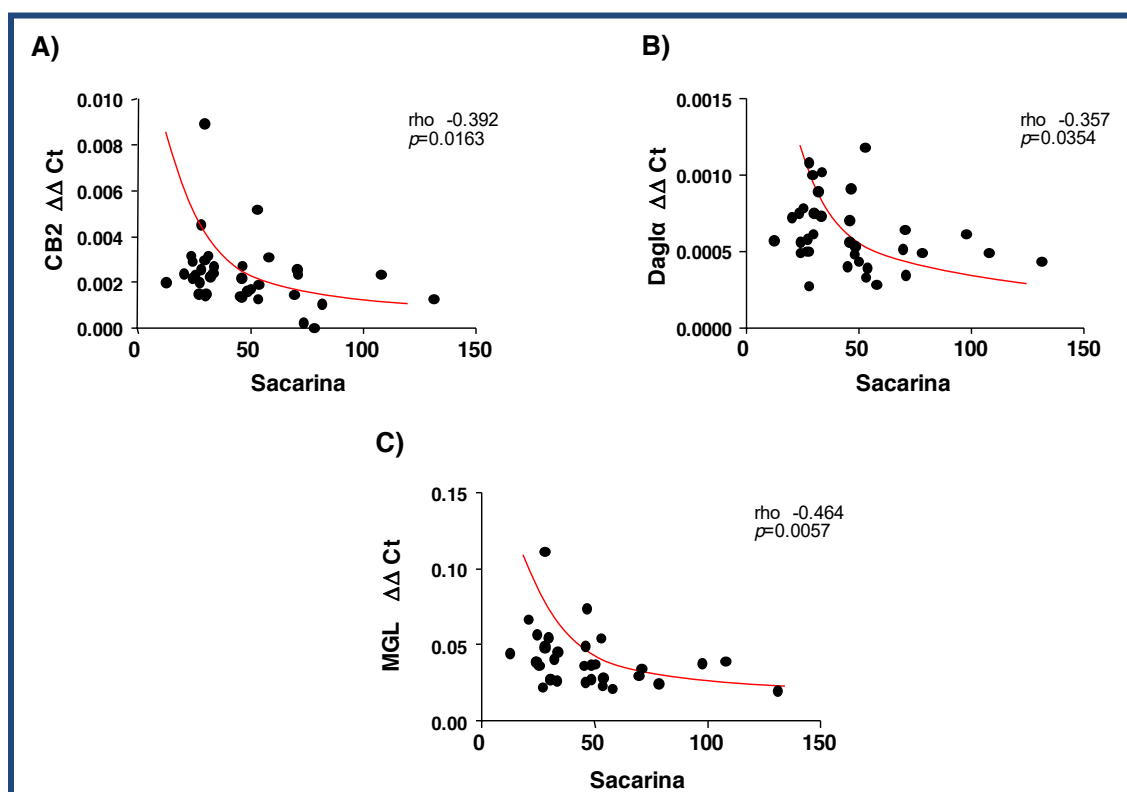 A)
CB2 ΔΔ Ct
0.010
0.008
0.006
0.004
0.002
0.000
rho -0.392
p=0.0163
0 50 100 150
Sacarina
B)
Daglα ΔΔ Ct
0.0015
0.0010
0.0005
0.0000
rho -0.357
p=0.0354
0 50 100 150
Sacarina
C)
MGL ΔΔ Ct
0.15
0.10
0.05
0.00
rho -0.464
p=0.0057
0 50 100 150
Sacarina